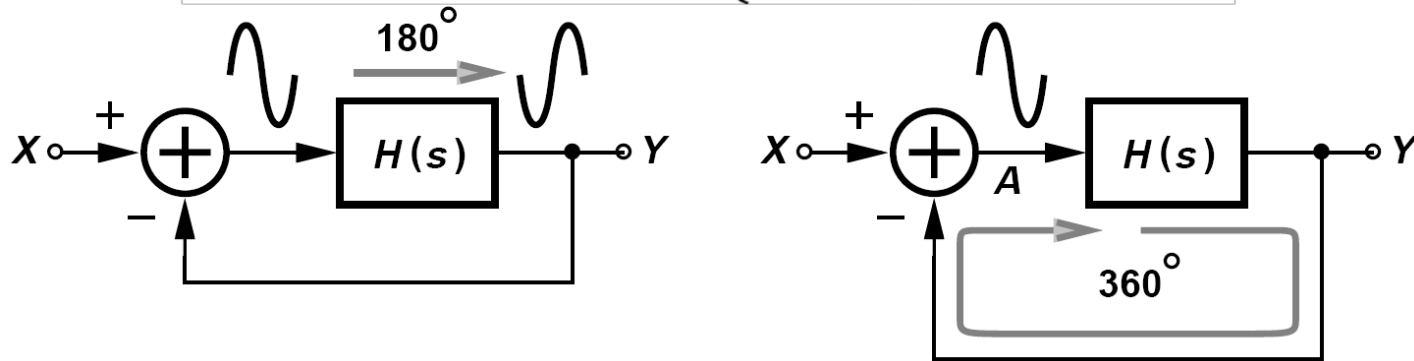 180°
X + + H(s) Y
−
X + + A H(s) Y
−
360°